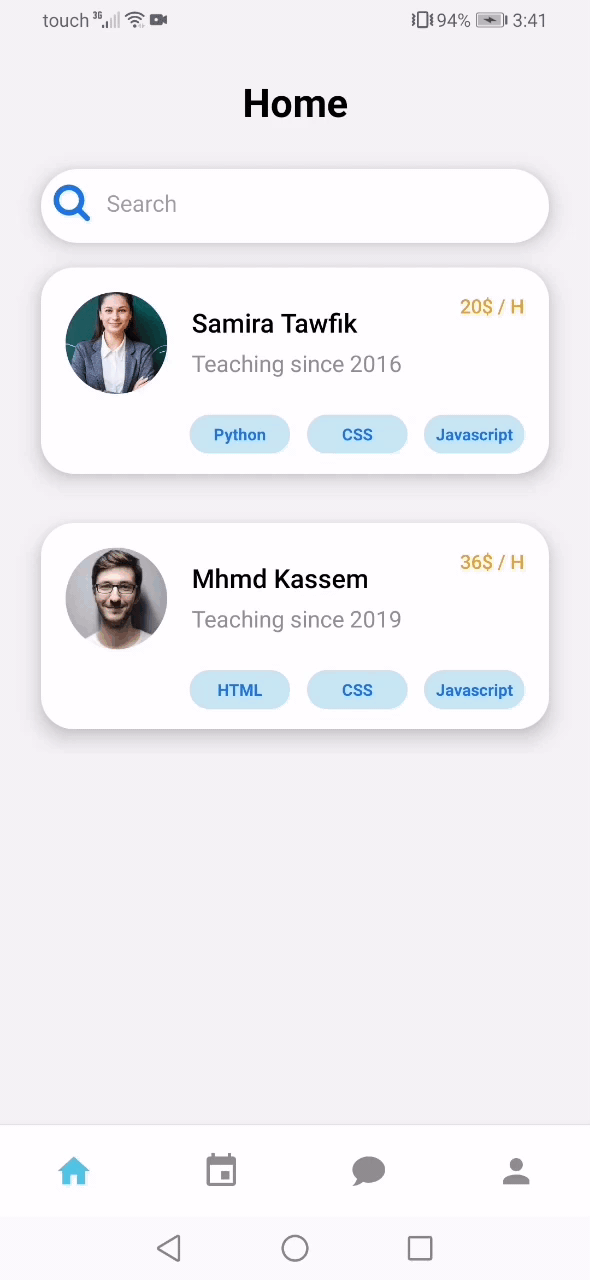 touch 3G 94% 3:41
Home
Search
20$ / H
Samira Tawfik
Teaching since 2016
Python CSS Javascript
36$ / H
Mhmd Kassem
Teaching since 2019
HTML CSS Javascript